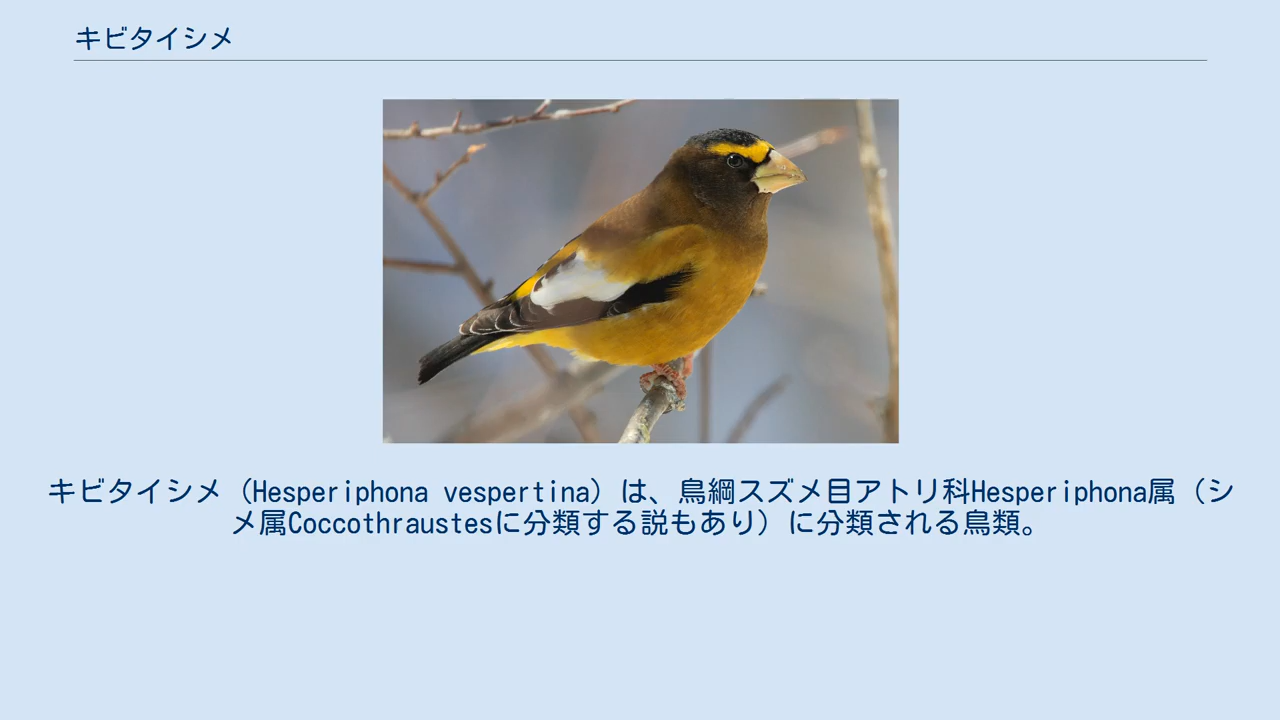 キビタイシメ
キビタイシメ（Hesperiphona vespertina）は、鳥綱スズメ目アトリ科Hesperiphona属（シ
メ属Coccothraustesに分類する説もあり）に分類される鳥類。